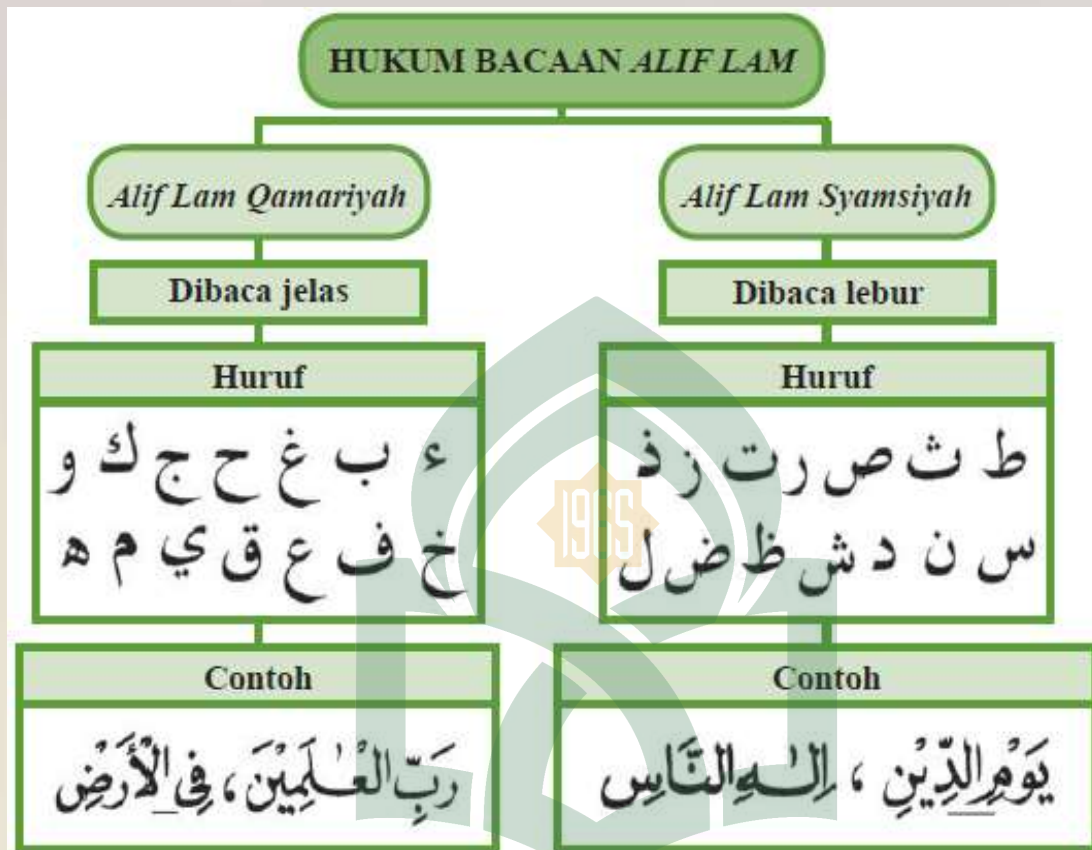 HUKUM BACAAN ALIF LAM
Alif Lam Qamariyah
Alif Lam Syamsiyah
Dibaca jelas
Dibaca lebur
Huruf
ء ب غ ح ج ك و
خ ف ع ق ي م ه
Huruf
ط ث ص ر ت ز ذ
س ن د ش ظ ض ل
Contoh
رَبِّ الْعٰلَمِيْنَ ، فِى الْأَرْضِ
Contoh
يَوْمِ الدِّيْنِ ، اِلٰهِ النَّاسِ
1965